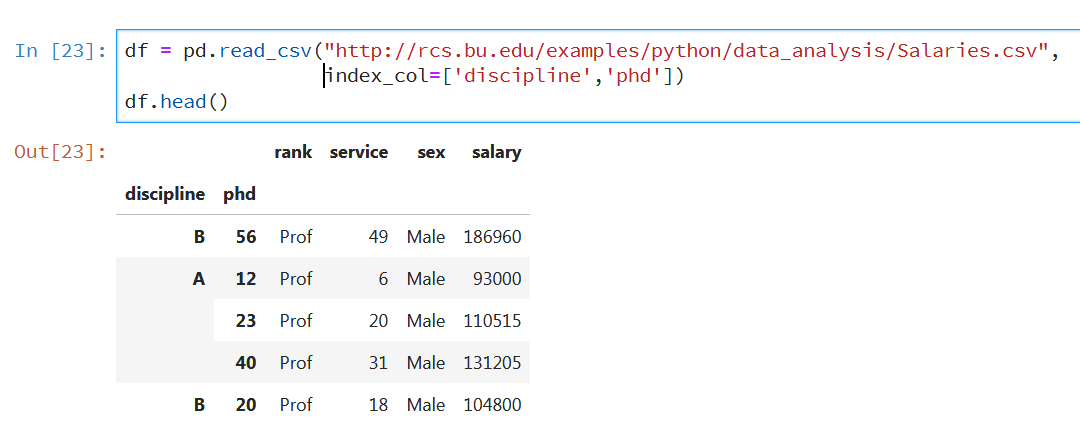 In [23]: df = pd.read_csv("http://rcs.bu.edu/examples/python/data_analysis/Salaries.csv",
index_col=['discipline','phd'])
df.head()
Out[23]:
rank service sex salary
discipline phd
B 56 Prof 49 Male 186960
A 12 Prof 6 Male 93000
23 Prof 20 Male 110515
40 Prof 31 Male 131205
B 20 Prof 18 Male 104800